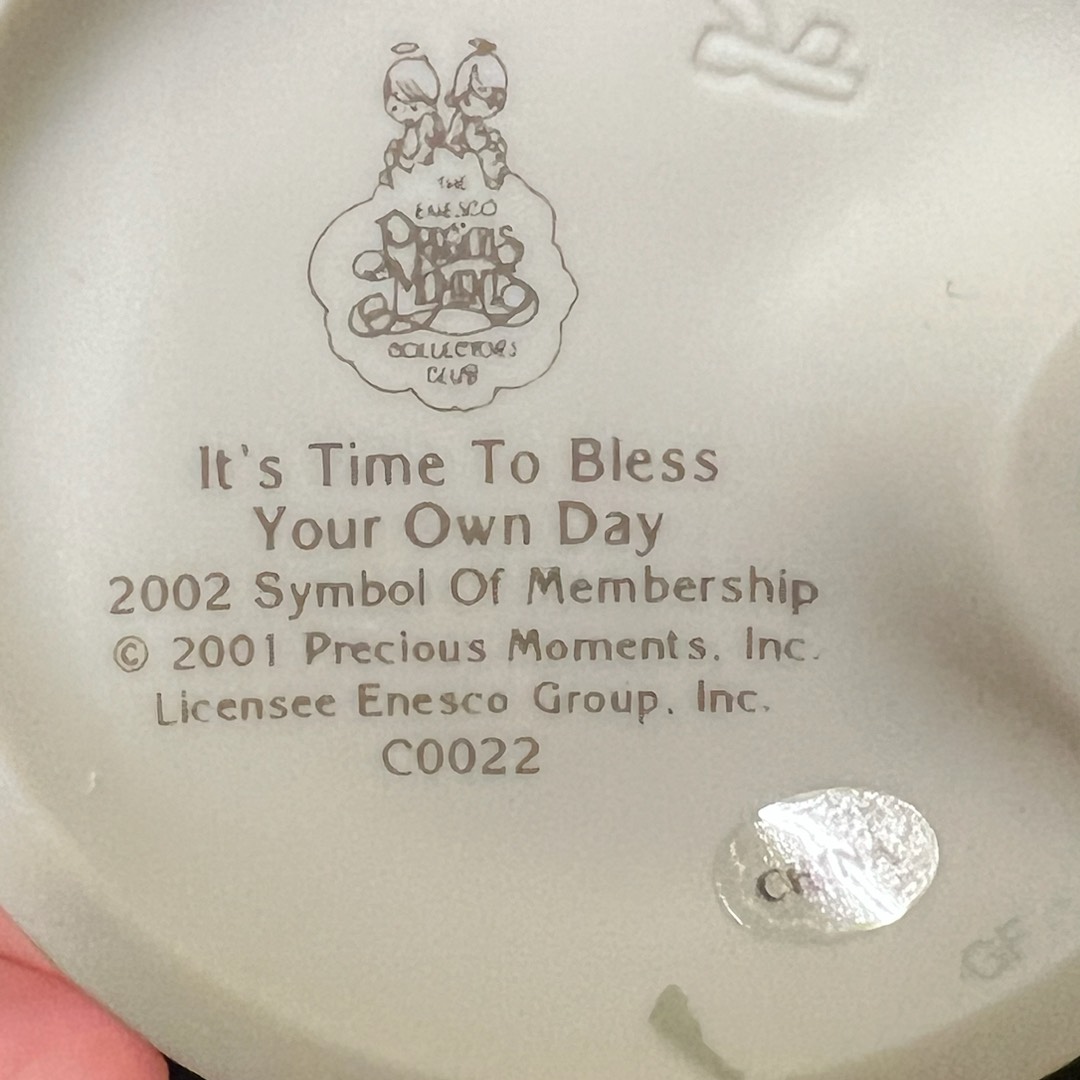 THE
ENESCO
Precious
Moments
COLLECTORS
CLUB
It's Time To Bless
Your Own Day
2002 Symbol Of Membership
© 2001 Precious Moments, Inc.
Licensee Enesco Group, Inc.
C0022
CHINA
GF